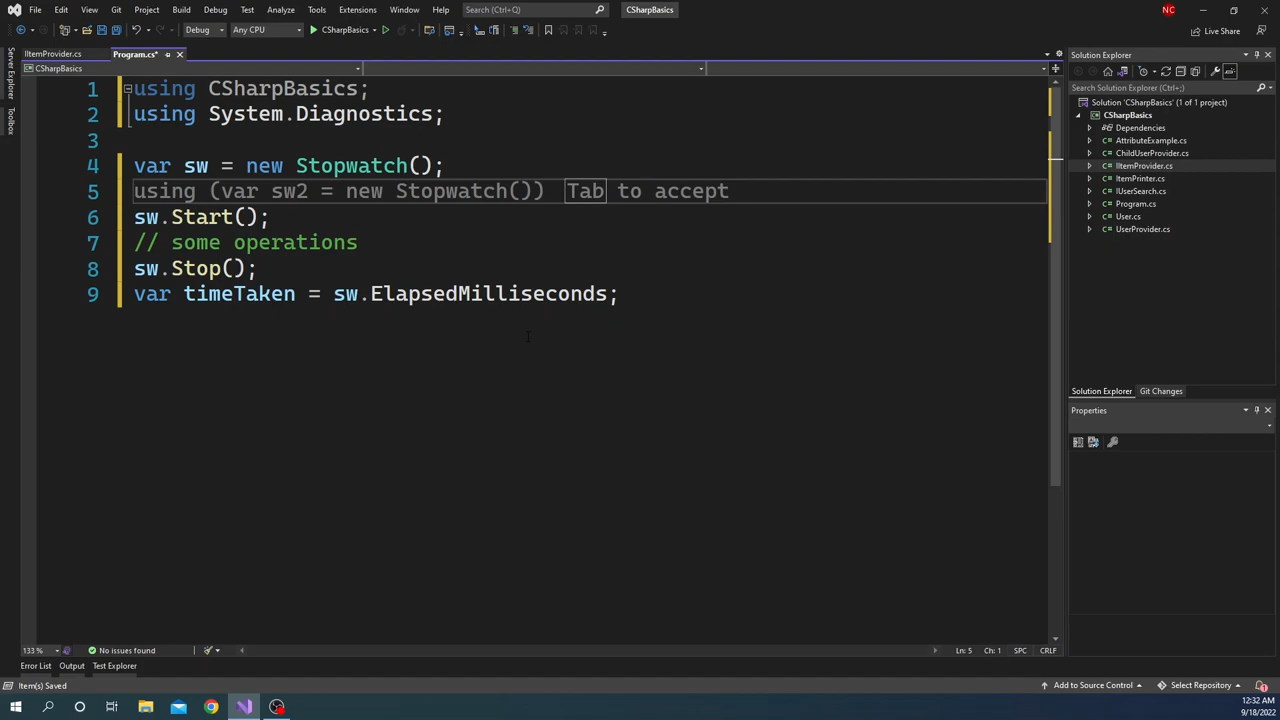 File Edit View Git Project Build Debug Test Analyze Tools Extensions Window Help Search (Ctrl+Q) CSharpBasics NC
Debug Any CPU CSharpBasics Live Share
IItemProvider.cs Program.cs*
CSharpBasics
Server Explorer
Toolbox
1 using CSharpBasics;
2 using System.Diagnostics;
3
4 var sw = new Stopwatch();
5 using (var sw2 = new Stopwatch()) Tab to accept
6 sw.Start();
7 // some operations
8 sw.Stop();
9 var timeTaken = sw.ElapsedMilliseconds;
Solution Explorer
Search Solution Explorer (Ctrl+;)
Solution 'CSharpBasics' (1 of 1 project)
CSharpBasics
Dependencies
C# AttributeExample.cs
C# ChildUserProvider.cs
C# IItemProvider.cs
C# ItemPrinter.cs
C# IUserSearch.cs
C# Program.cs
C# User.cs
C# UserProvider.cs
Solution Explorer Git Changes
Properties
133 % No issues found Ln: 5 Ch: 1 SPC CRLF
Error List Output Test Explorer
Item(s) Saved Add to Source Control Select Repository 1
12:32 AM
9/18/2022